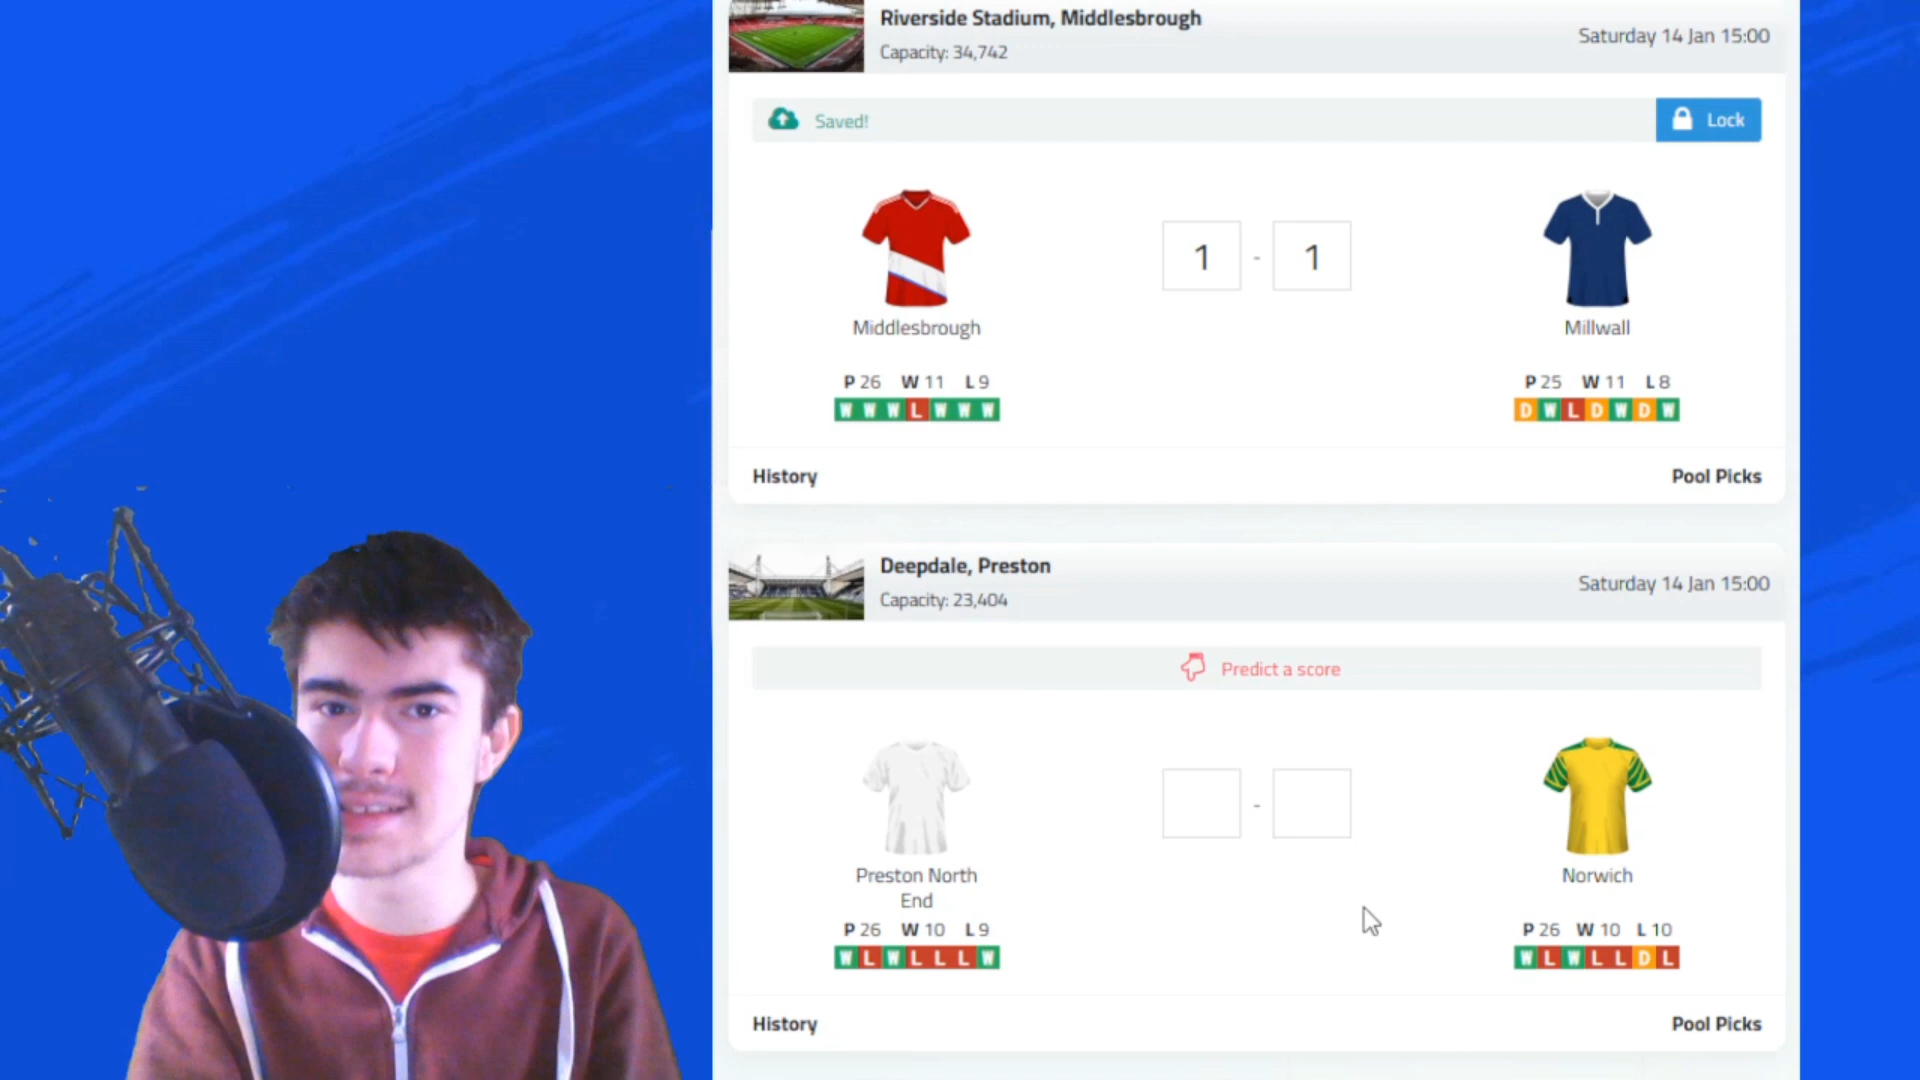 Riverside Stadium, Middlesbrough
Capacity: 34,742
Saturday 14 Jan 15:00
Saved!
Lock
1 - 1
Middlesbrough
Millwall
P 26 W 11 L 9
P 25 W 11 L 8
W W W L W W W
D W L D W D W
History
Pool Picks
Deepdale, Preston
Capacity: 23,404
Saturday 14 Jan 15:00
Predict a score
-
Preston North
End
Norwich
P 26 W 10 L 9
P 26 W 10 L 10
W L W L L L W
W L W L L D L
History
Pool Picks